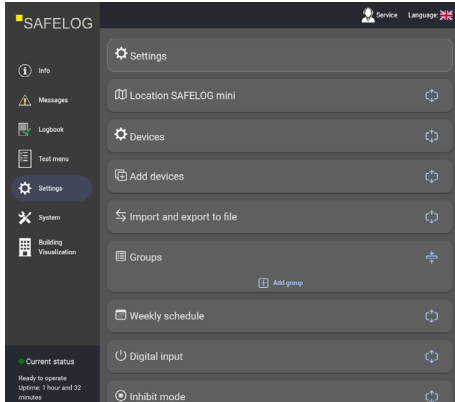 SAFELOG
Service Language:
Info
Messages
Logbook
Test menu
Settings
System
Building
Visualization
Current status
Ready to operate
Uptime: 1 hour and 32
minutes
Settings
Location SAFELOG mini
Devices
Add devices
Import and export to file
Groups
Add group
Weekly schedule
Digital input
Inhibit mode